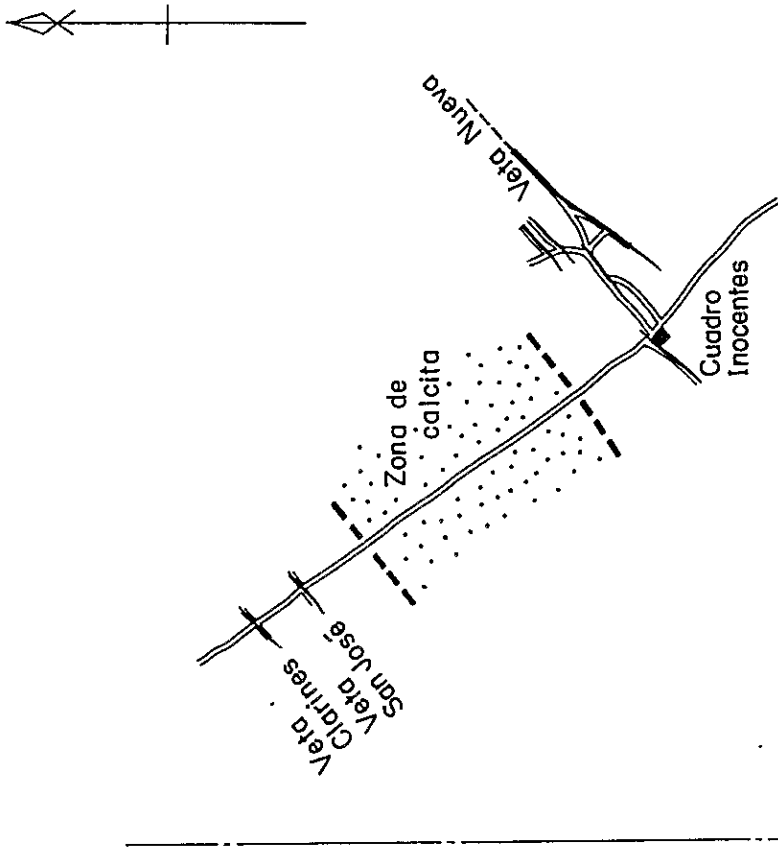 Veta Nueva
Zona de
calcita
Cuadro
Inocentes
Veta
Clarines
Veta
San José